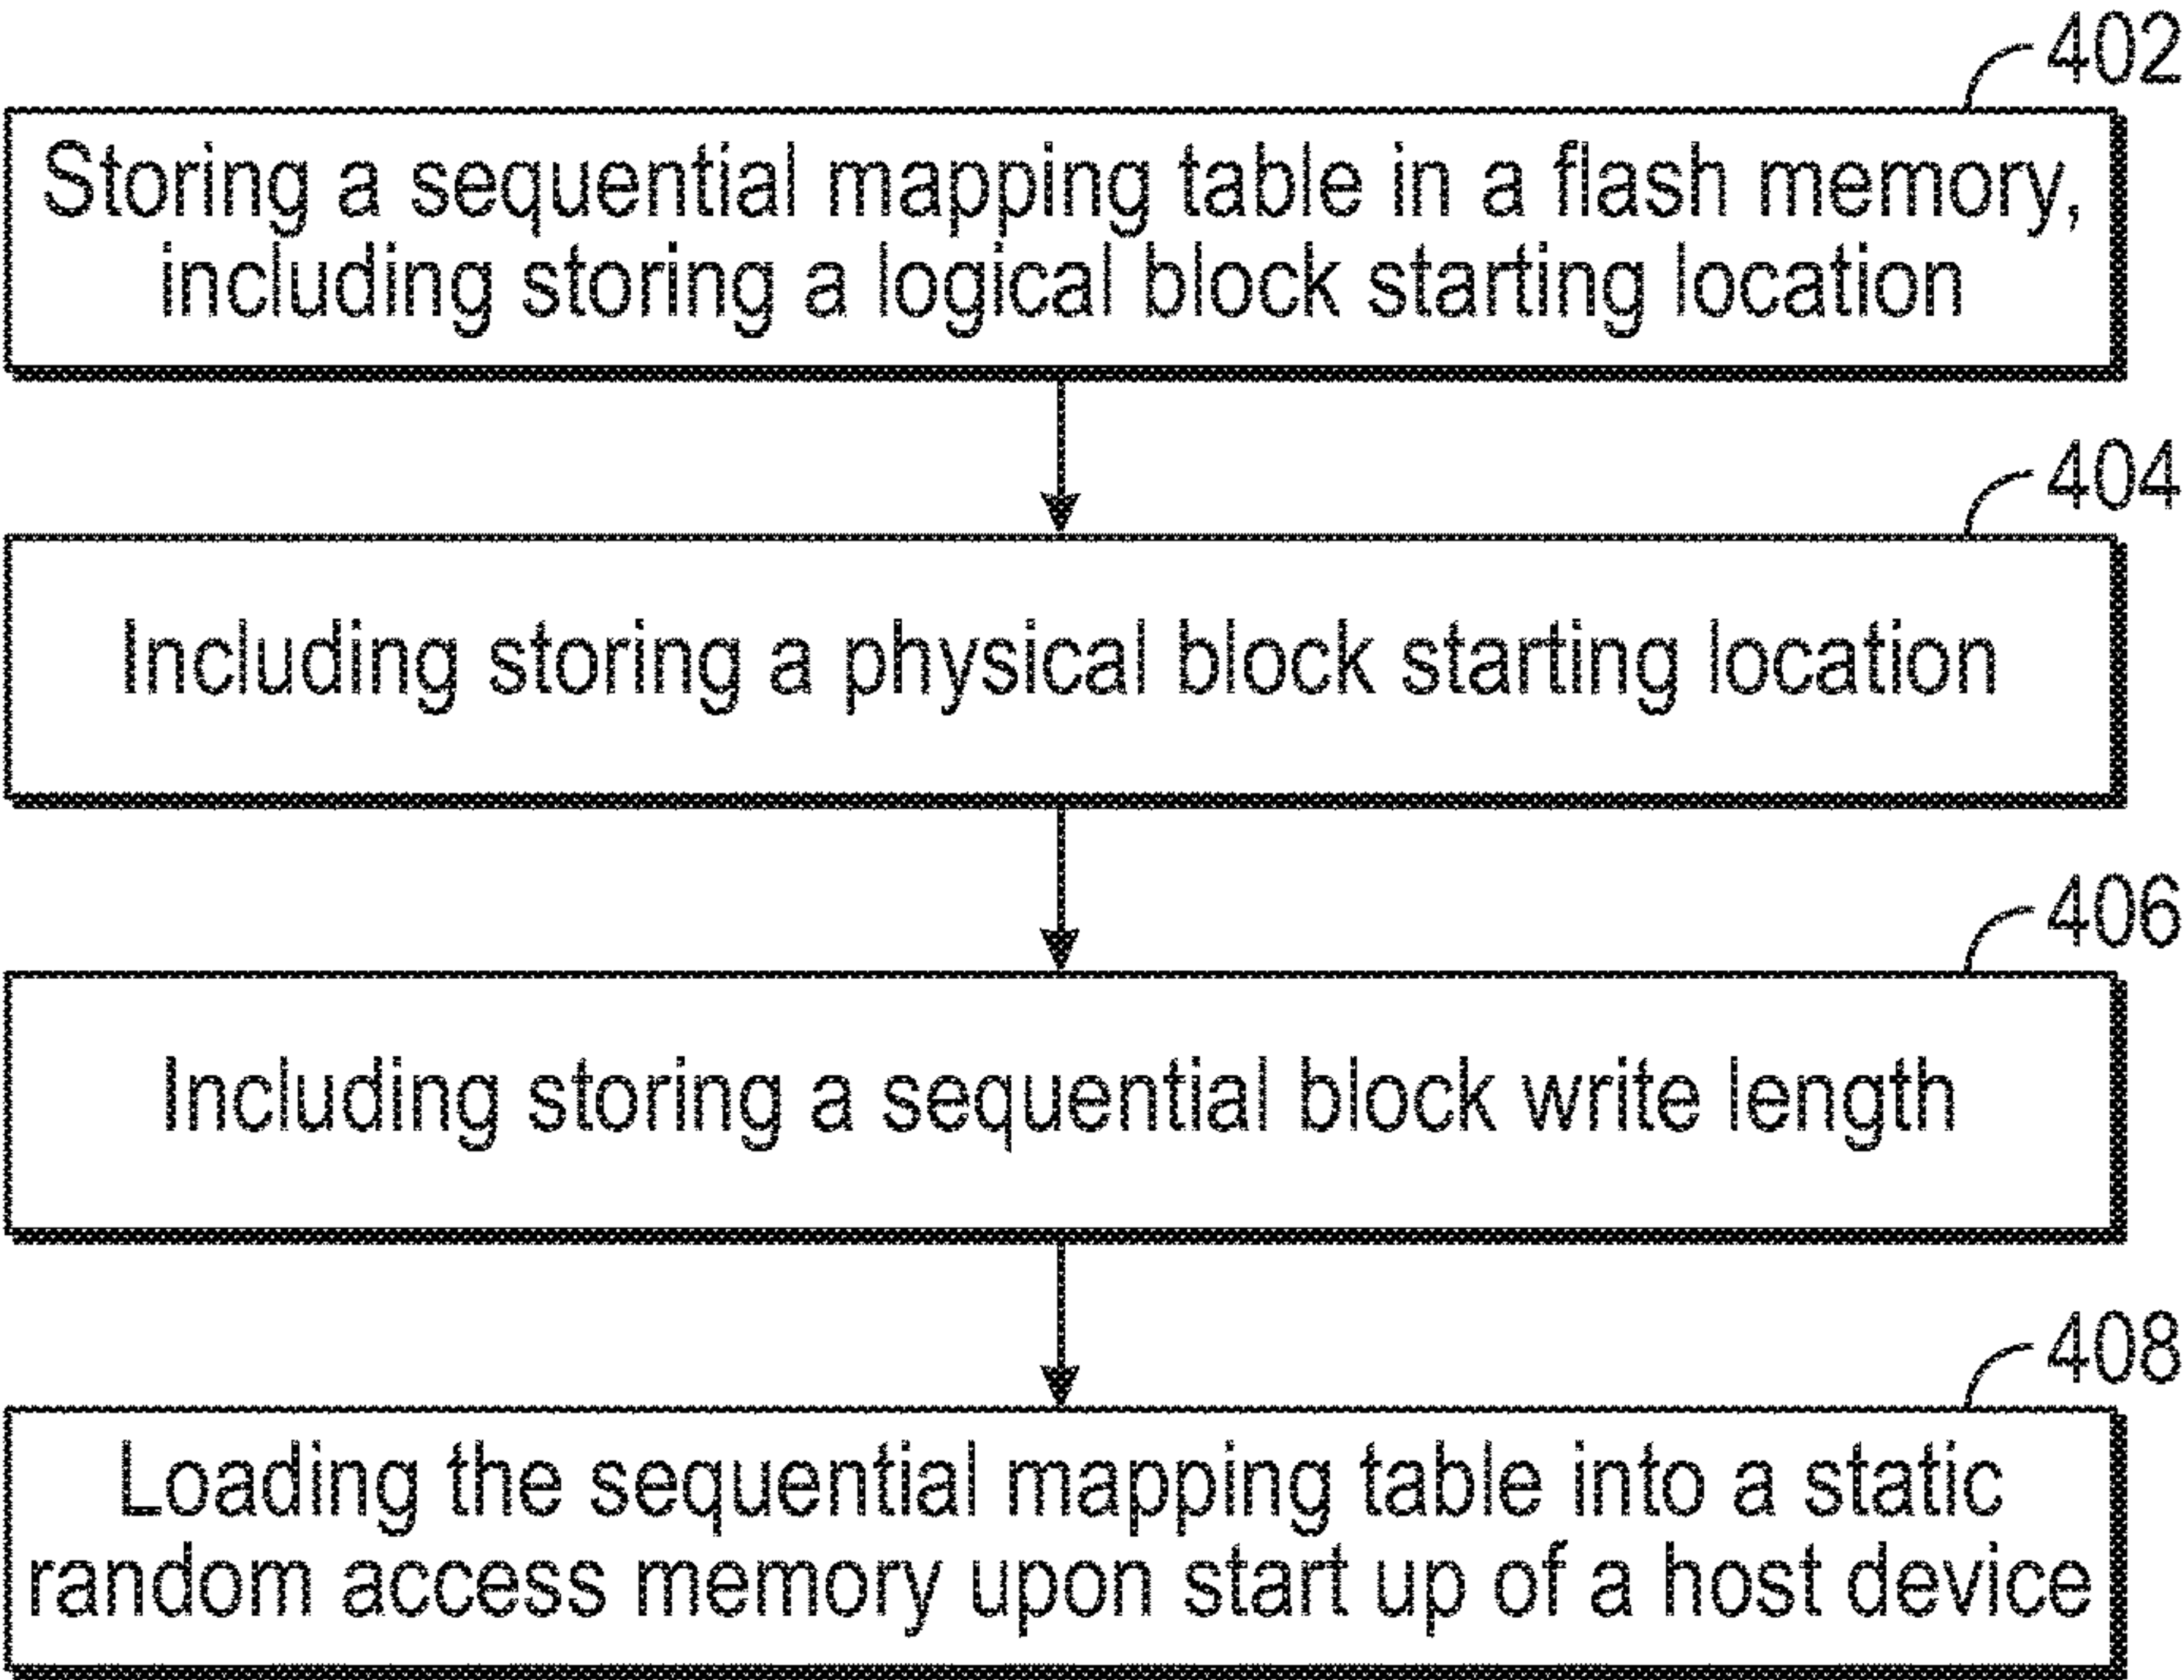 402
Storing a sequential mapping table in a flash memory,
including storing a logical block starting location
404
Including storing a physical block starting location
406
Including storing a sequential block write length
408
Loading the sequential mapping table into a static
random access memory upon start up of a host device